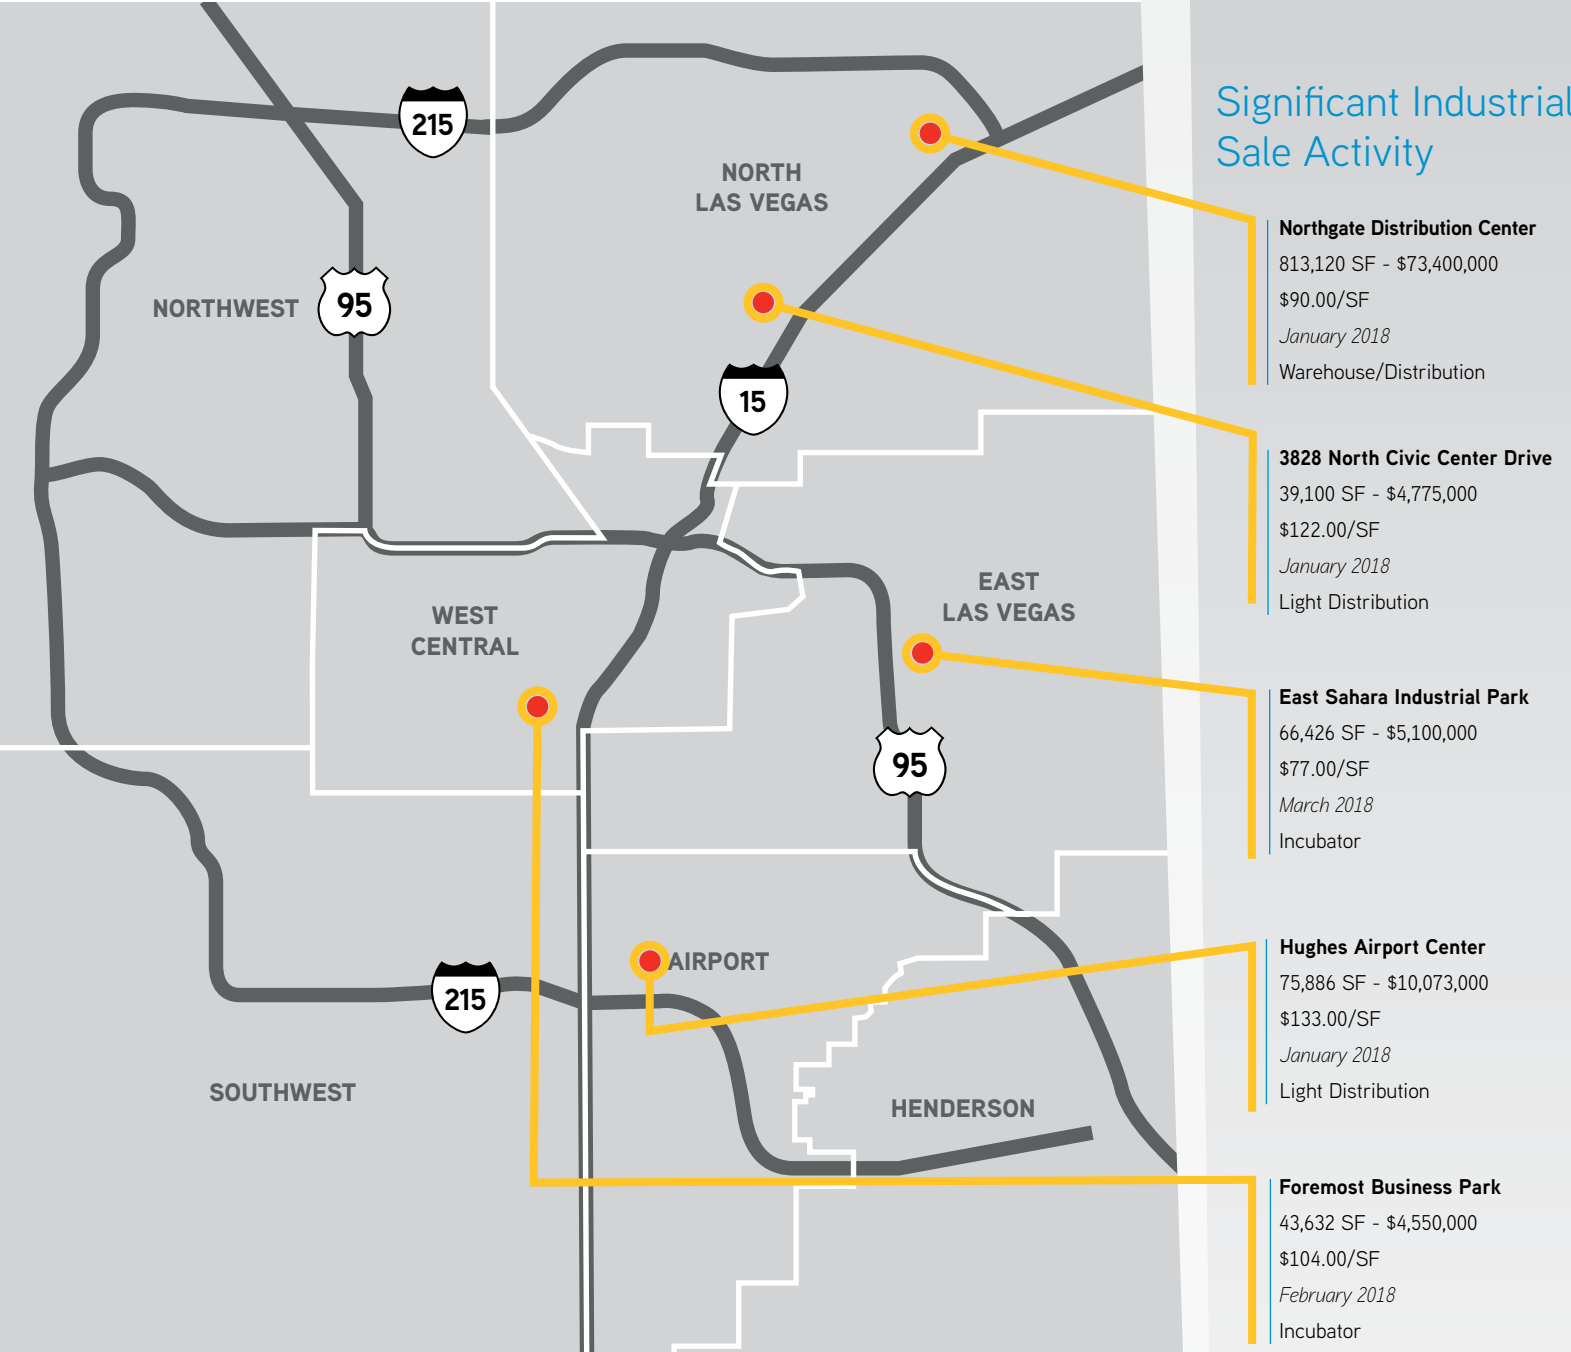 Significant Industrial
Sale Activity
215
NORTH
LAS VEGAS
NORTHWEST
95
15
WEST
CENTRAL
EAST
LAS VEGAS
95
AIRPORT
215
SOUTHWEST
HENDERSON
Northgate Distribution Center
813,120 SF - $73,400,000
$90.00/SF
January 2018
Warehouse/Distribution
3828 North Civic Center Drive
39,100 SF - $4,775,000
$122.00/SF
January 2018
Light Distribution
East Sahara Industrial Park
66,426 SF - $5,100,000
$77.00/SF
March 2018
Incubator
Hughes Airport Center
75,886 SF - $10,073,000
$133.00/SF
January 2018
Light Distribution
Foremost Business Park
43,632 SF - $4,550,000
$104.00/SF
February 2018
Incubator